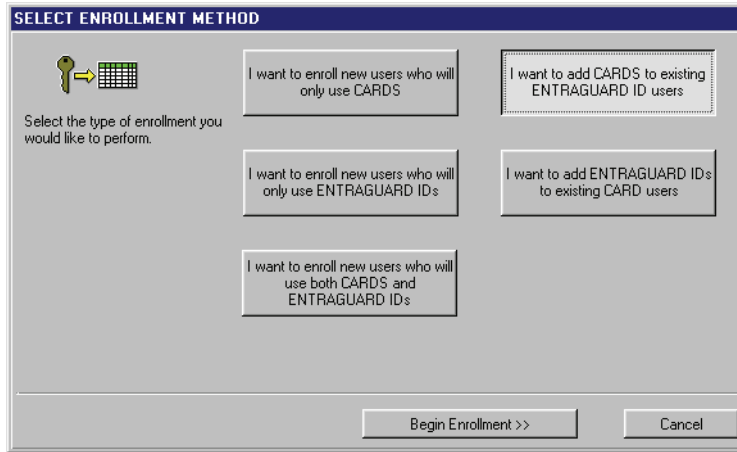 SELECT ENROLLMENT METHOD
Select the type of enrollment you
would like to perform.
I want to enroll new users who will
only use CARDS
I want to add CARDS to existing
ENTRAGUARD ID users
I want to enroll new users who will
only use ENTRAGUARD IDs
I want to add ENTRAGUARD IDs
to existing CARD users
I want to enroll new users who will
use both CARDS and
ENTRAGUARD IDs
Begin Enrollment >>
Cancel